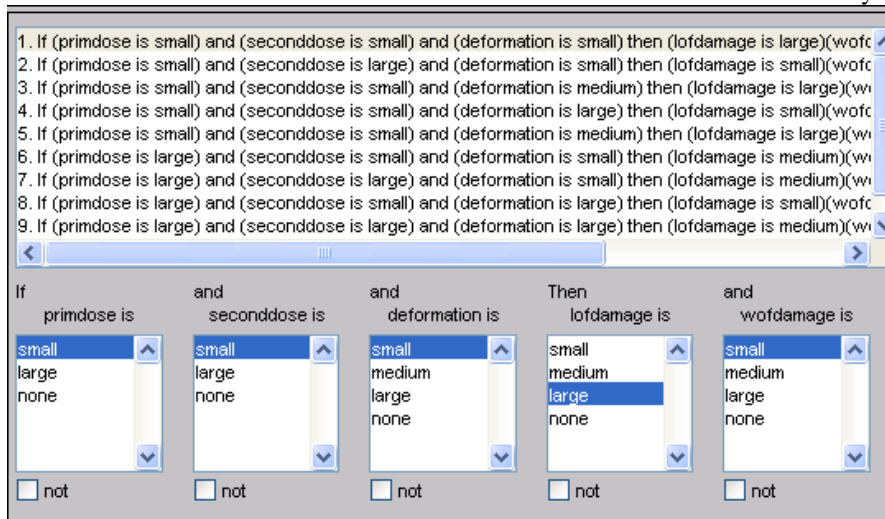 1. If (primdose is small) and (seconddose is small) and (deformation is small) then (lofdamage is large)(wofc
2. If (primdose is small) and (seconddose is large) and (deformation is small) then (lofdamage is small)(wofc
3. If (primdose is small) and (seconddose is small) and (deformation is medium) then (lofdamage is large)(w
4. If (primdose is small) and (seconddose is small) and (deformation is large) then (lofdamage is small)(wofc
5. If (primdose is small) and (seconddose is small) and (deformation is medium) then (lofdamage is large)(w
6. If (primdose is large) and (seconddose is small) and (deformation is small) then (lofdamage is medium)(w
7. If (primdose is large) and (seconddose is large) and (deformation is small) then (lofdamage is medium)(w
8. If (primdose is large) and (seconddose is small) and (deformation is large) then (lofdamage is small)(wofc
9. If (primdose is large) and (seconddose is large) and (deformation is large) then (lofdamage is medium)(w
If and and Then and
primdose is seconddose is deformation is lofdamage is wofdamage is
small small small small small
large large medium medium medium
none none large large large
none none none
not not not not not